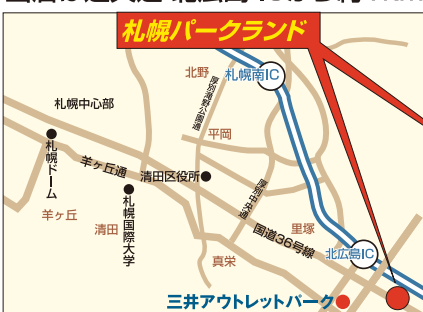 札幌パークランド
北野
札幌南IC
厚別滝野公園通
札幌中心部
平岡
札幌ドーム
羊ヶ丘通
清田区役所
厚別中央通
羊ヶ丘
清田
札幌国際大学
里塚
国道36号線
真栄
北広島IC
三井アウトレットパーク